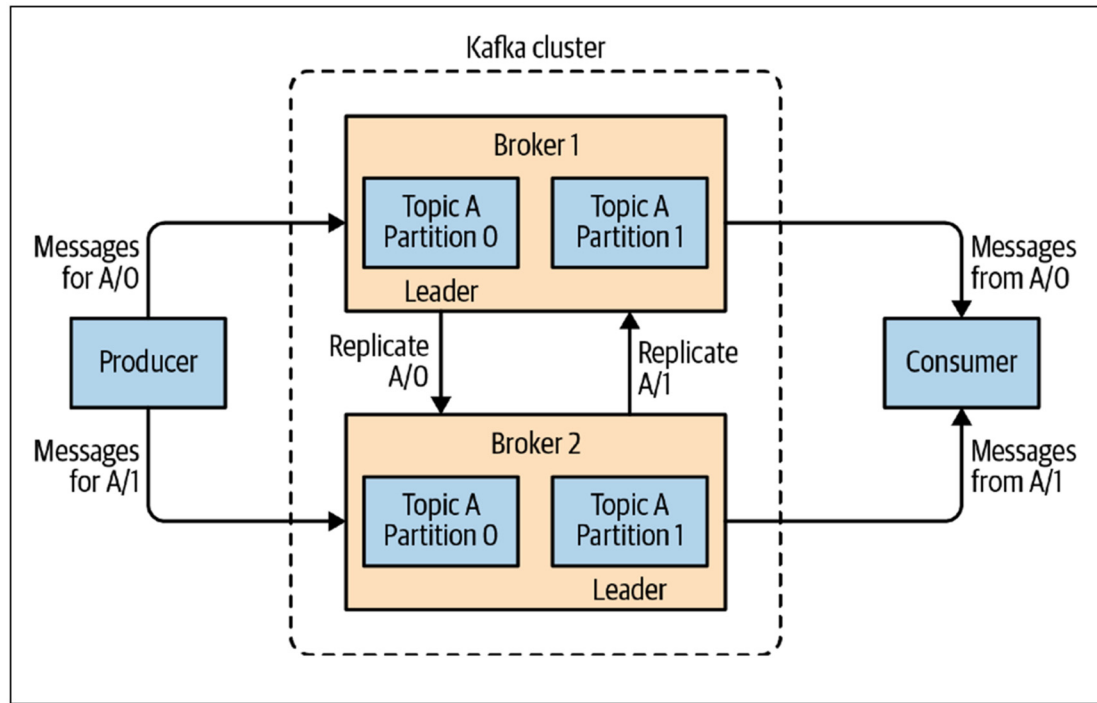 Kafka cluster
Broker 1
Topic A
Partition 0
Topic A
Partition 1
Leader
Messages
for A/0
Messages
from A/0
Producer
Replicate
A/0
Replicate
A/1
Consumer
Messages
for A/1
Broker 2
Topic A
Partition 0
Topic A
Partition 1
Leader
Messages
from A/1